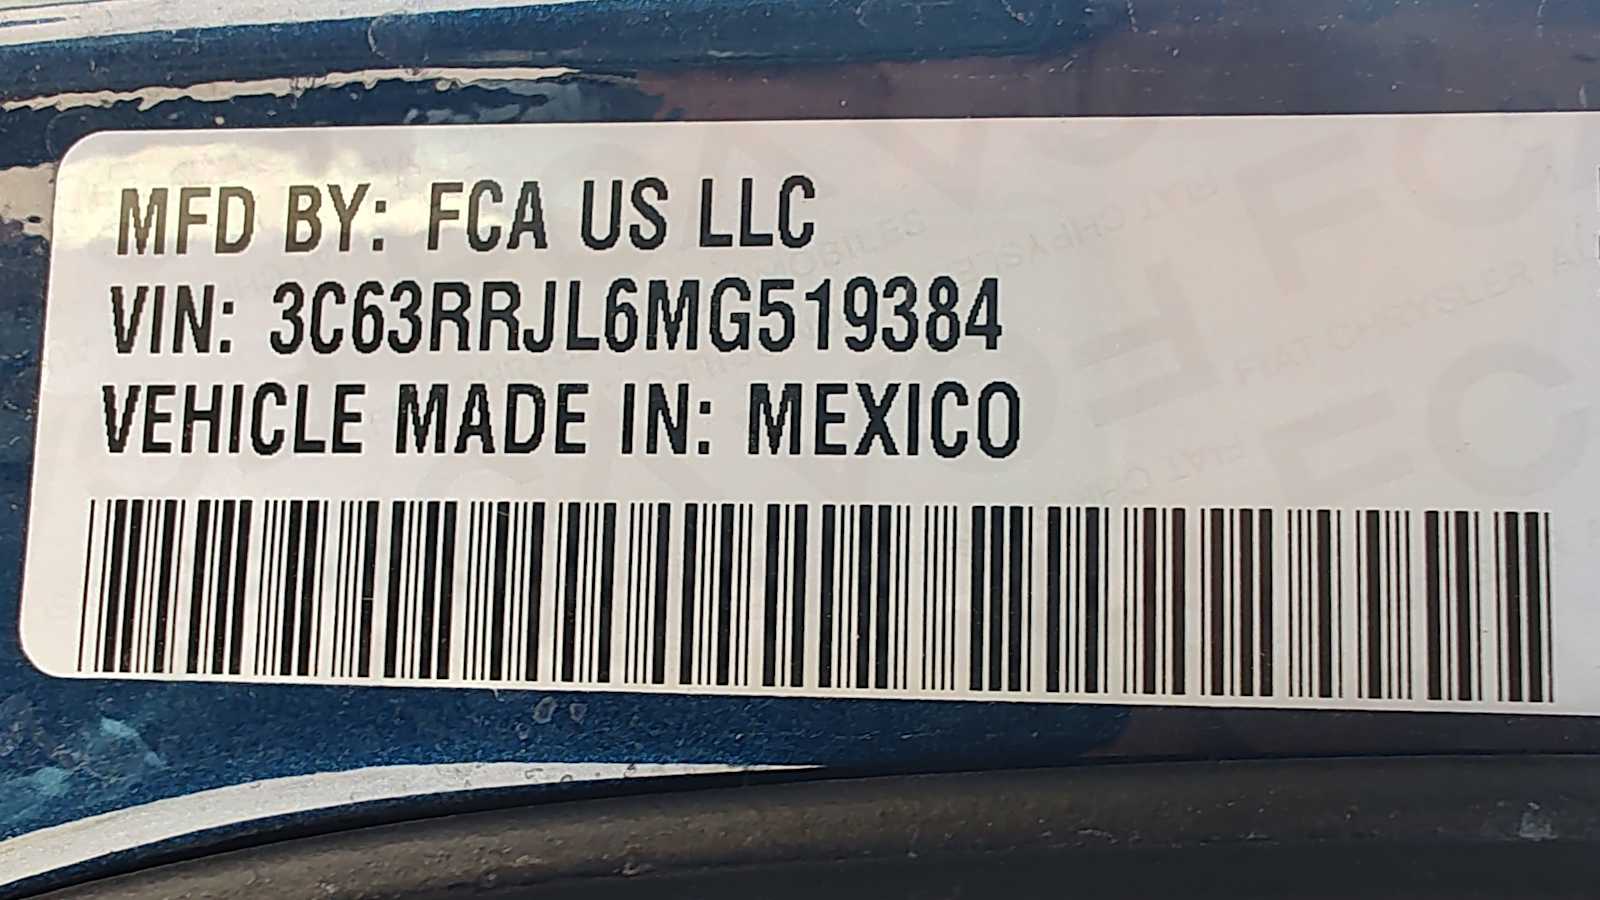 MFD BY: FCA US LLC
VIN: 3C63RRJL6MG519384
VEHICLE MADE IN: MEXICO